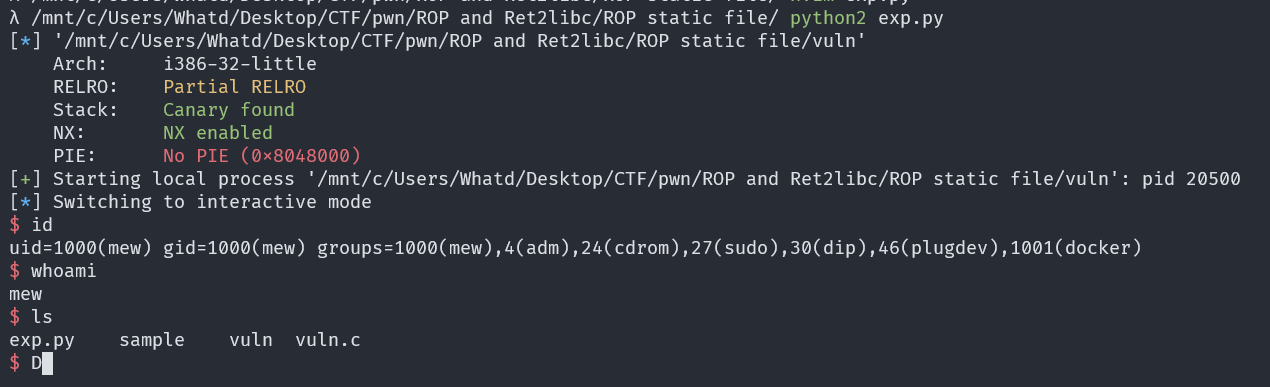 λ /mnt/c/Users/Whatd/Desktop/CTF/pwn/ROP and Ret2libc/ROP static file/ python2 exp.py
[*] '/mnt/c/Users/Whatd/Desktop/CTF/pwn/ROP and Ret2libc/ROP static file/vuln'
Arch: i386-32-little
RELRO: Partial RELRO
Stack: Canary found
NX: NX enabled
PIE: No PIE (0x8048000)
[+] Starting local process '/mnt/c/Users/Whatd/Desktop/CTF/pwn/ROP and Ret2libc/ROP static file/vuln': pid 20500
[*] Switching to interactive mode
$ id
uid=1000(mew) gid=1000(mew) groups=1000(mew),4(adm),24(cdrom),27(sudo),30(dip),46(plugdev),1001(docker)
$ whoami
mew
$ ls
exp.py sample vuln vuln.c
$ D